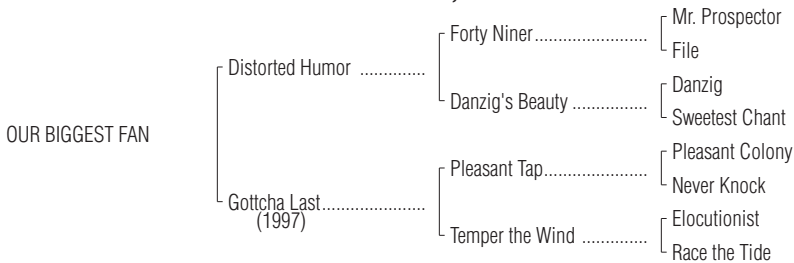 Mr. Prospector
Forty Niner
File
Distorted Humor
Danzig
Danzig's Beauty
Sweetest Chant
OUR BIGGEST FAN
Pleasant Colony
Pleasant Tap
Never Knock
Gottcha Last
(1997)
Elocutionist
Temper the Wind
Race the Tide